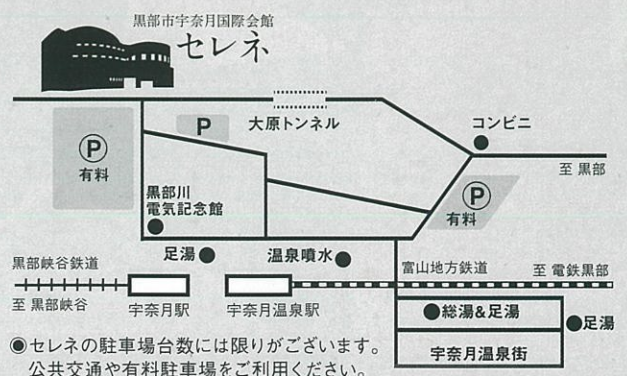 黒部市宇奈月国際会館
セレネ
P
有料
P
大原トンネル
コンビニ
至 黒部
P
有料
黒部川
電気記念館
足湯
温泉噴水
黒部峡谷鉄道
至 黒部峡谷
宇奈月駅
宇奈月温泉駅
富山地方鉄道
至 電鉄黒部
総湯&足湯
足湯
宇奈月温泉街
◉セレネの駐車場台数には限りがございます。
公共交通や有料駐車場をご利用ください。